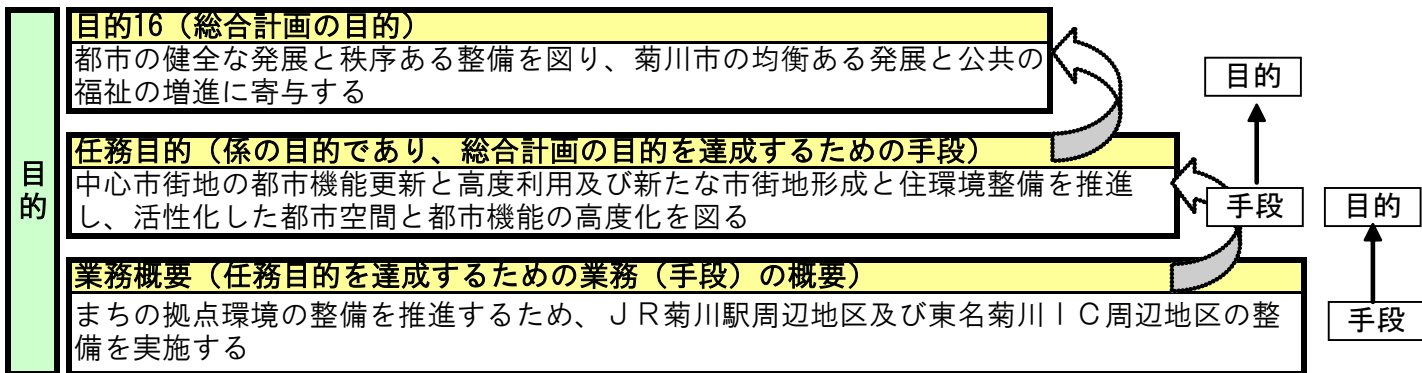 目的
目的16（総合計画の目的）
都市の健全な発展と秩序ある整備を図り、菊川市の均衡ある発展と公共の
福祉の増進に寄与する
任務目的（係の目的であり、総合計画の目的を達成するための手段）
中心市街地の都市機能更新と高度利用及び新たな市街地形成と住環境整備を推進
し、活性化した都市空間と都市機能の高度化を図る
業務概要（任務目的を達成するための業務（手段）の概要）
まちの拠点環境の整備を推進するため、ＪＲ菊川駅周辺地区及び東名菊川ＩＣ周辺地区の整
備を実施する
目的
手段
目的
手段